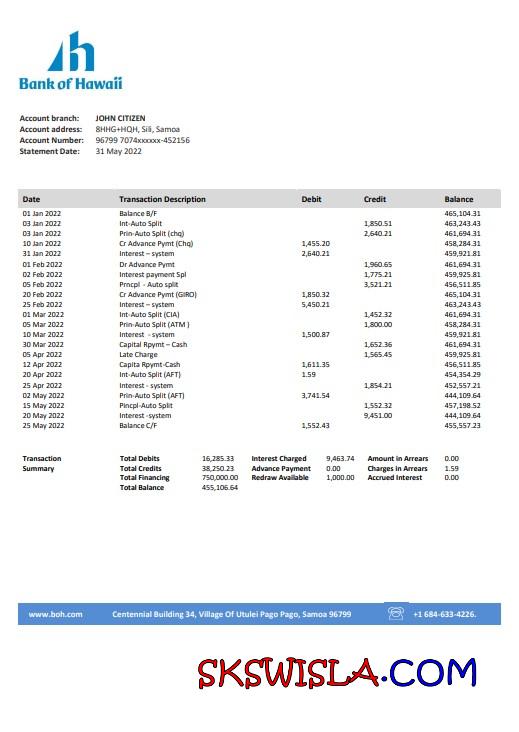 Bank of Hawaii
Account branch: JOHN CITIZEN
Account address: 8HHG+HQH, Sili, Samoa
Account Number: 96799 7074xxxxxx-452156
Statement Date: 31 May 2022
Date Transaction Description Debit Credit Balance
01 Jan 2022 Balance B/F 465,104.31
03 Jan 2022 Int-Auto Split 1,850.51 463,243.43
03 Jan 2022 Prin-Auto Split (chq) 2,640.21 461,694.31
10 Jan 2022 Cr Advance Pymt (Chq) 1,455.20 458,284.31
31 Jan 2022 Interest – system 2,640.21 459,921.81
01 Feb 2022 Dr Advance Pymt 1,960.65 461,694.31
02 Feb 2022 Interest payment Spl 1,775.21 459,925.81
05 Feb 2022 Prncpl - Auto split 3,521.21 456,511.85
20 Feb 2022 Cr Advance Pymt (GIRO) 1,850.32 465,104.31
25 Feb 2022 Interest – system 5,450.21 463,243.43
01 Mar 2022 Int-Auto Split (CIA) 1,452.32 461,694.31
05 Mar 2022 Prin-Auto Split (ATM ) 1,800.00 458,284.31
10 Mar 2022 Interest - system 1,500.87 459,921.81
30 Mar 2022 Capital Rpymt – Cash 1,652.36 461,694.31
05 Apr 2022 Late Charge 1,565.45 459,925.81
12 Apr 2022 Capita Rpymt-Cash 1,611.35 456,511.85
20 Apr 2022 Int-Auto Split (AFT) 1.59 454,354.29
25 Apr 2022 Interest - system 1,854.21 452,557.21
02 May 2022 Prin-Auto Split (AFT) 3,741.54 444,109.64
15 May 2022 Pincpl-Auto Split 1,552.32 457,198.52
20 May 2022 Interest -system 9,451.00 444,109.64
25 May 2022 Balance C/F 1,552.43 455,557.23
Transaction Total Debits 16,285.33 Interest Charged 9,463.74 Amount in Arrears 0.00
Summary Total Credits 38,250.23 Advance Payment 0.00 Charges in Arrears 1.59
Total Financing 750,000.00 Redraw Available 1,000.00 Accrued Interest 0.00
Total Balance 455,106.64
www.boh.com Centennial Building 34, Village Of Utulei Pago Pago, Samoa 96799 +1 684-633-4226.
SKSWISLA.COM